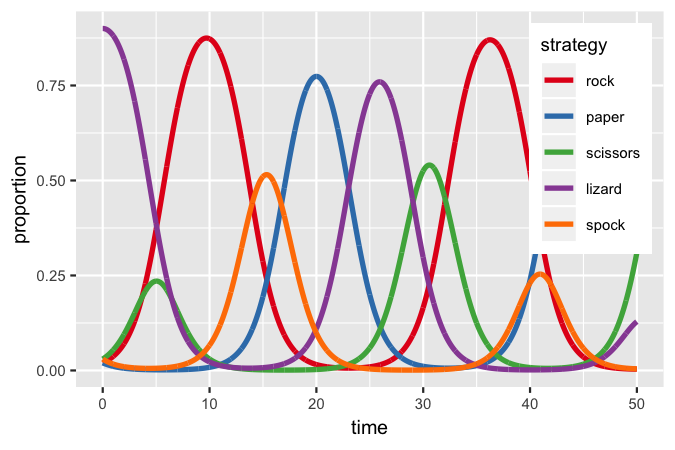 strategy
rock
paper
scissors
lizard
spock
proportion
0.75
0.50
0.25
0.00
0 10 20 30 40 50
time